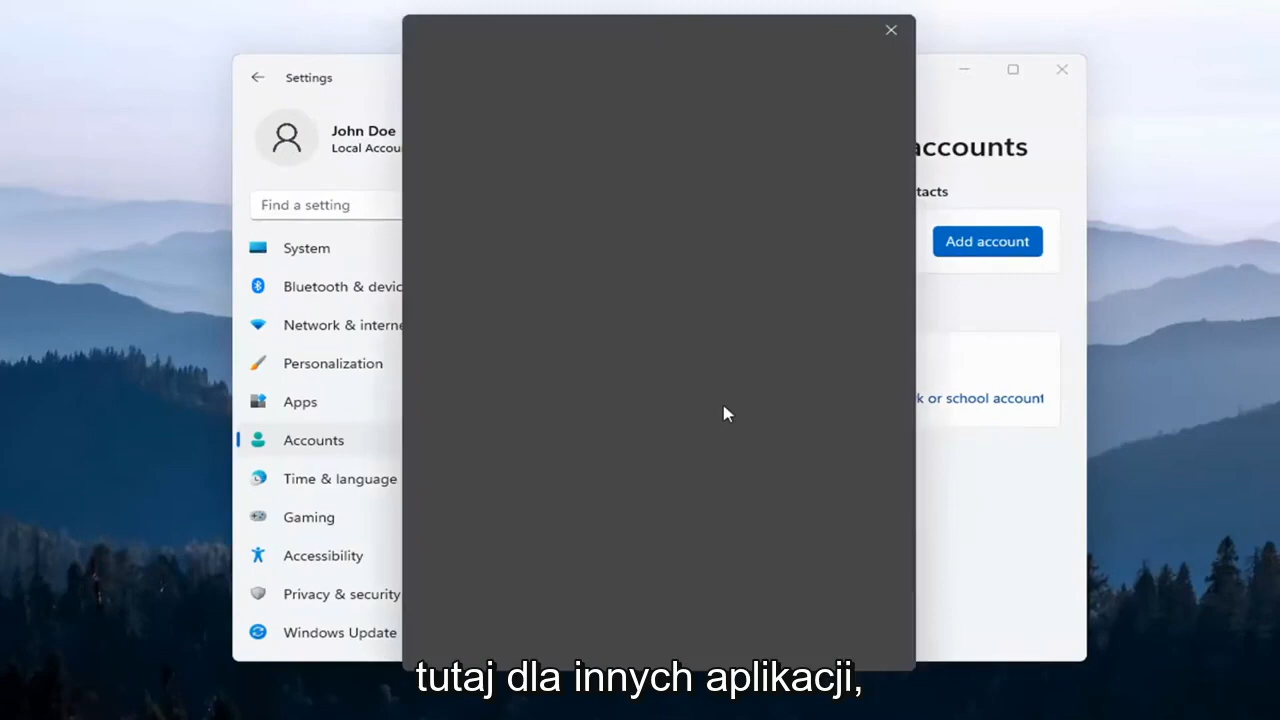 Settings
John Doe
Local Accou
Find a setting
System
Bluetooth & devic
Network & interne
Personalization
Apps
Accounts
Time & language
Gaming
Accessibility
Privacy & security
Windows Update
accounts
tacts
Add account
k or school account
tutaj dla innych aplikacji,